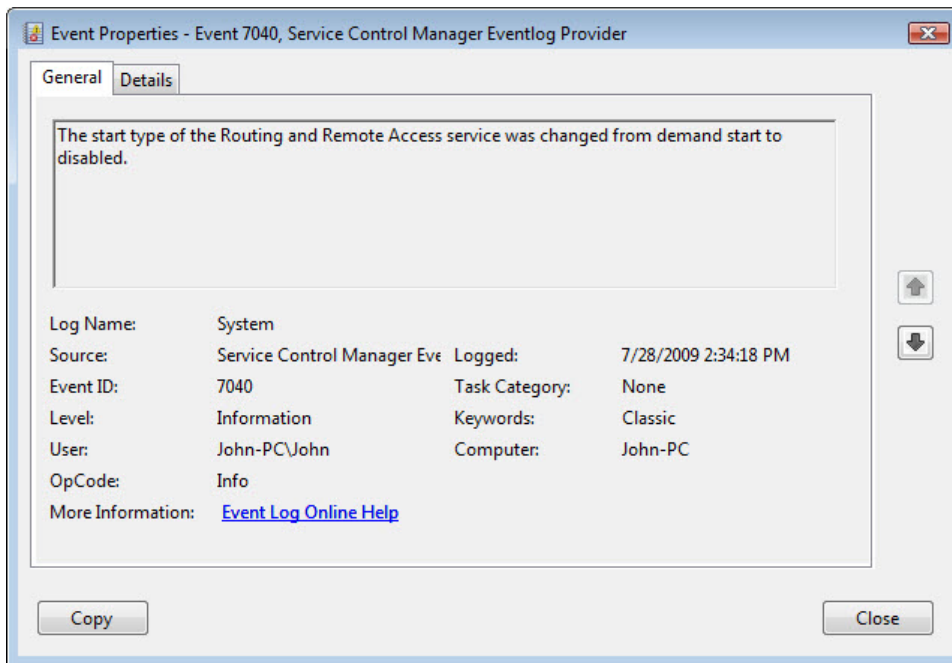 Event Properties - Event 7040, Service Control Manager Eventlog Provider
General Details
The start type of the Routing and Remote Access service was changed from demand start to
disabled.
Log Name: System
Source: Service Control Manager Eve Logged: 7/28/2009 2:34:18 PM
Event ID: 7040 Task Category: None
Level: Information Keywords: Classic
User: John-PC\John Computer: John-PC
OpCode: Info
More Information: Event Log Online Help
Copy Close